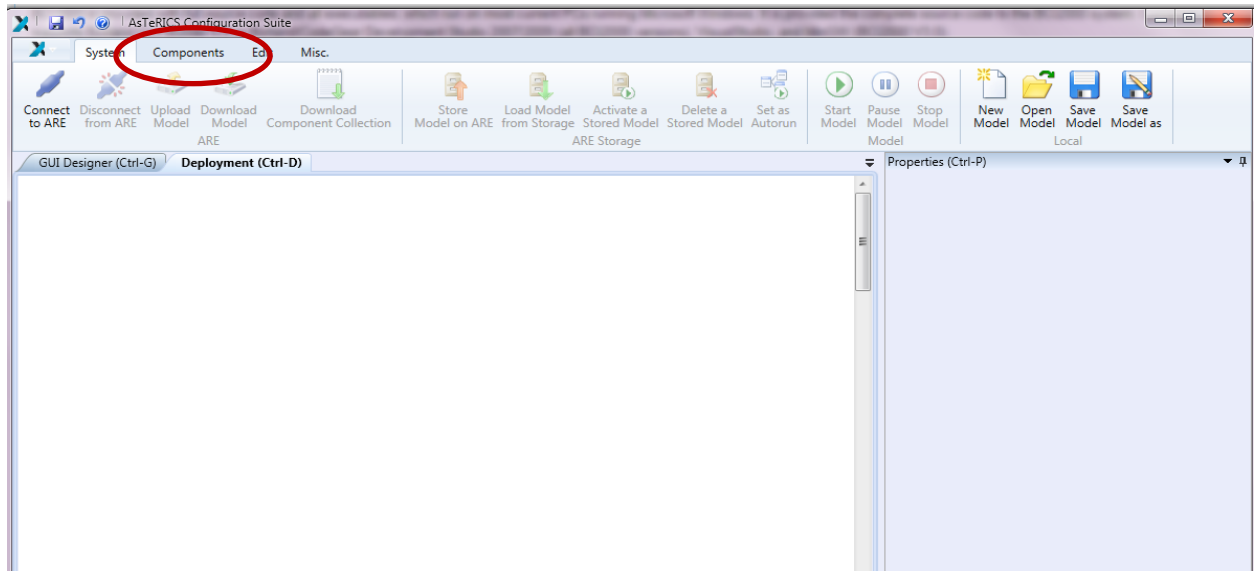 AsTeRICS Configuration Suite
System Components Edit Misc.
Connect to ARE
Disconnect from ARE
Upload Model
Download Model
Download Component Collection
ARE
Store Model on ARE
Load Model from Storage
Activate a Stored Model
Delete a Stored Model
Set as Autorun
ARE Storage
Start Model
Pause Model
Stop Model
Model
New Model
Open Model
Save Model
Save Model as
Local
GUI Designer (Ctrl-G) Deployment (Ctrl-D)
Properties (Ctrl-P)